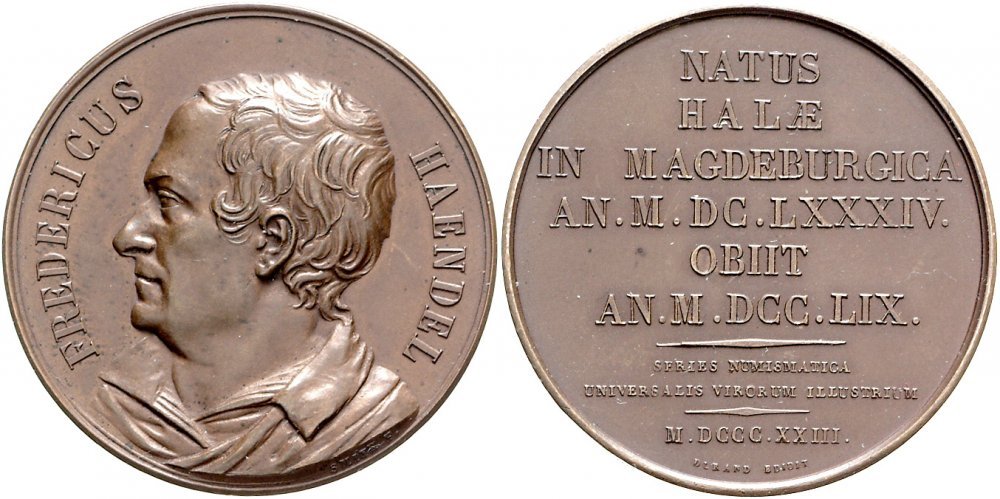 FREDERICUS HAENDEL
NATUS
HALÆ
IN MAGDEBURGICA
AN.M.DC.LXXXIV.
OBIIT
AN.M.DCC.LIX.
SERIES NUMISMATICA
UNIVERSALIS VIRORUM ILLUSTRIUM
M.DCCC.XXIII.
DURAND EDIDIT